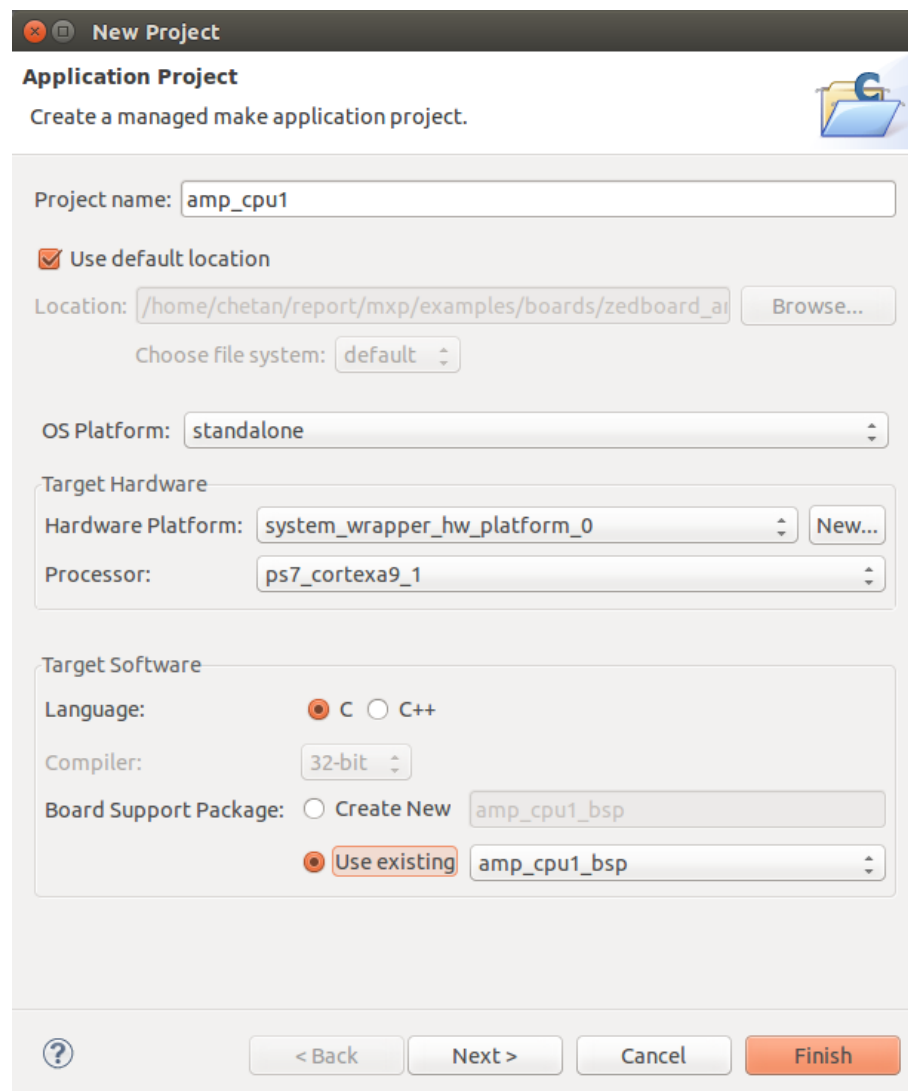 New Project
Application Project
Create a managed make application project.
Project name: amp_cpu1
Use default location
Location: /home/chetan/report/mxp/examples/boards/zedboard_ Browse...
Choose file system: default
OS Platform: standalone
Target Hardware
Hardware Platform: system_wrapper_hw_platform_0 New...
Processor: ps7_cortexa9_1
Target Software
Language: C C++
Compiler: 32-bit
Board Support Package: Create New amp_cpu1_bsp
Use existing amp_cpu1_bsp
? < Back Next > Cancel Finish